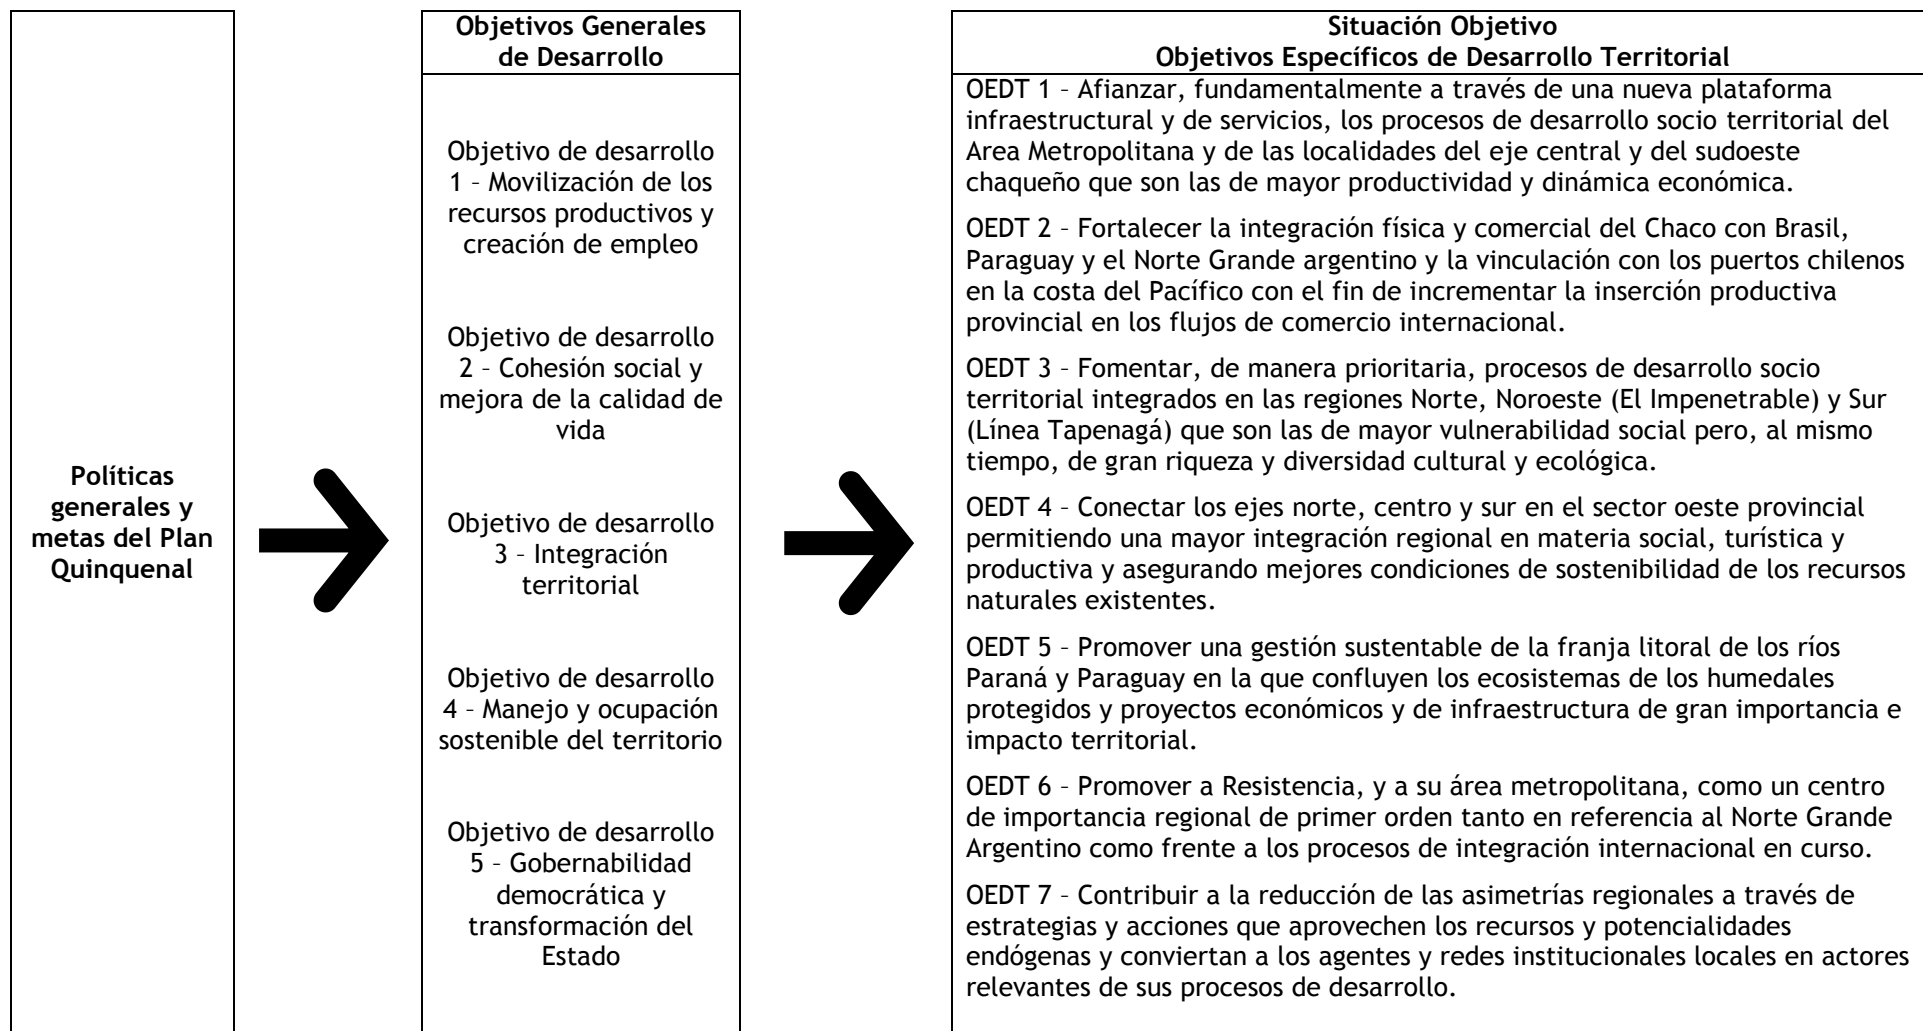 Políticas
generales y
metas del Plan
Quinquenal
Objetivos Generales
de Desarrollo
Objetivo de desarrollo
1 – Movilización de los
recursos productivos y
creación de empleo
Objetivo de desarrollo
2 – Cohesión social y
mejora de la calidad de
vida
Objetivo de desarrollo
3 – Integración
territorial
Objetivo de desarrollo
4 – Manejo y ocupación
sostenible del territorio
Objetivo de desarrollo
5 – Gobernabilidad
democrática y
transformación del
Estado
Situación Objetivo
Objetivos Específicos de Desarrollo Territorial
OEDT 1 – Afianzar, fundamentalmente a través de una nueva plataforma
infraestructural y de servicios, los procesos de desarrollo socio territorial del
Area Metropolitana y de las localidades del eje central y del sudoeste
chaqueño que son las de mayor productividad y dinámica económica.
OEDT 2 – Fortalecer la integración física y comercial del Chaco con Brasil,
Paraguay y el Norte Grande argentino y la vinculación con los puertos chilenos
en la costa del Pacífico con el fin de incrementar la inserción productiva
provincial en los flujos de comercio internacional.
OEDT 3 – Fomentar, de manera prioritaria, procesos de desarrollo socio
territorial integrados en las regiones Norte, Noroeste (El Impenetrable) y Sur
(Línea Tapenagá) que son las de mayor vulnerabilidad social pero, al mismo
tiempo, de gran riqueza y diversidad cultural y ecológica.
OEDT 4 – Conectar los ejes norte, centro y sur en el sector oeste provincial
permitiendo una mayor integración regional en materia social, turística y
productiva y asegurando mejores condiciones de sostenibilidad de los recursos
naturales existentes.
OEDT 5 – Promover una gestión sustentable de la franja litoral de los ríos
Paraná y Paraguay en la que confluyen los ecosistemas de los humedales
protegidos y proyectos económicos y de infraestructura de gran importancia e
impacto territorial.
OEDT 6 – Promover a Resistencia, y a su área metropolitana, como un centro
de importancia regional de primer orden tanto en referencia al Norte Grande
Argentino como frente a los procesos de integración internacional en curso.
OEDT 7 – Contribuir a la reducción de las asimetrías regionales a través de
estrategias y acciones que aprovechen los recursos y potencialidades
endógenas y conviertan a los agentes y redes institucionales locales en actores
relevantes de sus procesos de desarrollo.